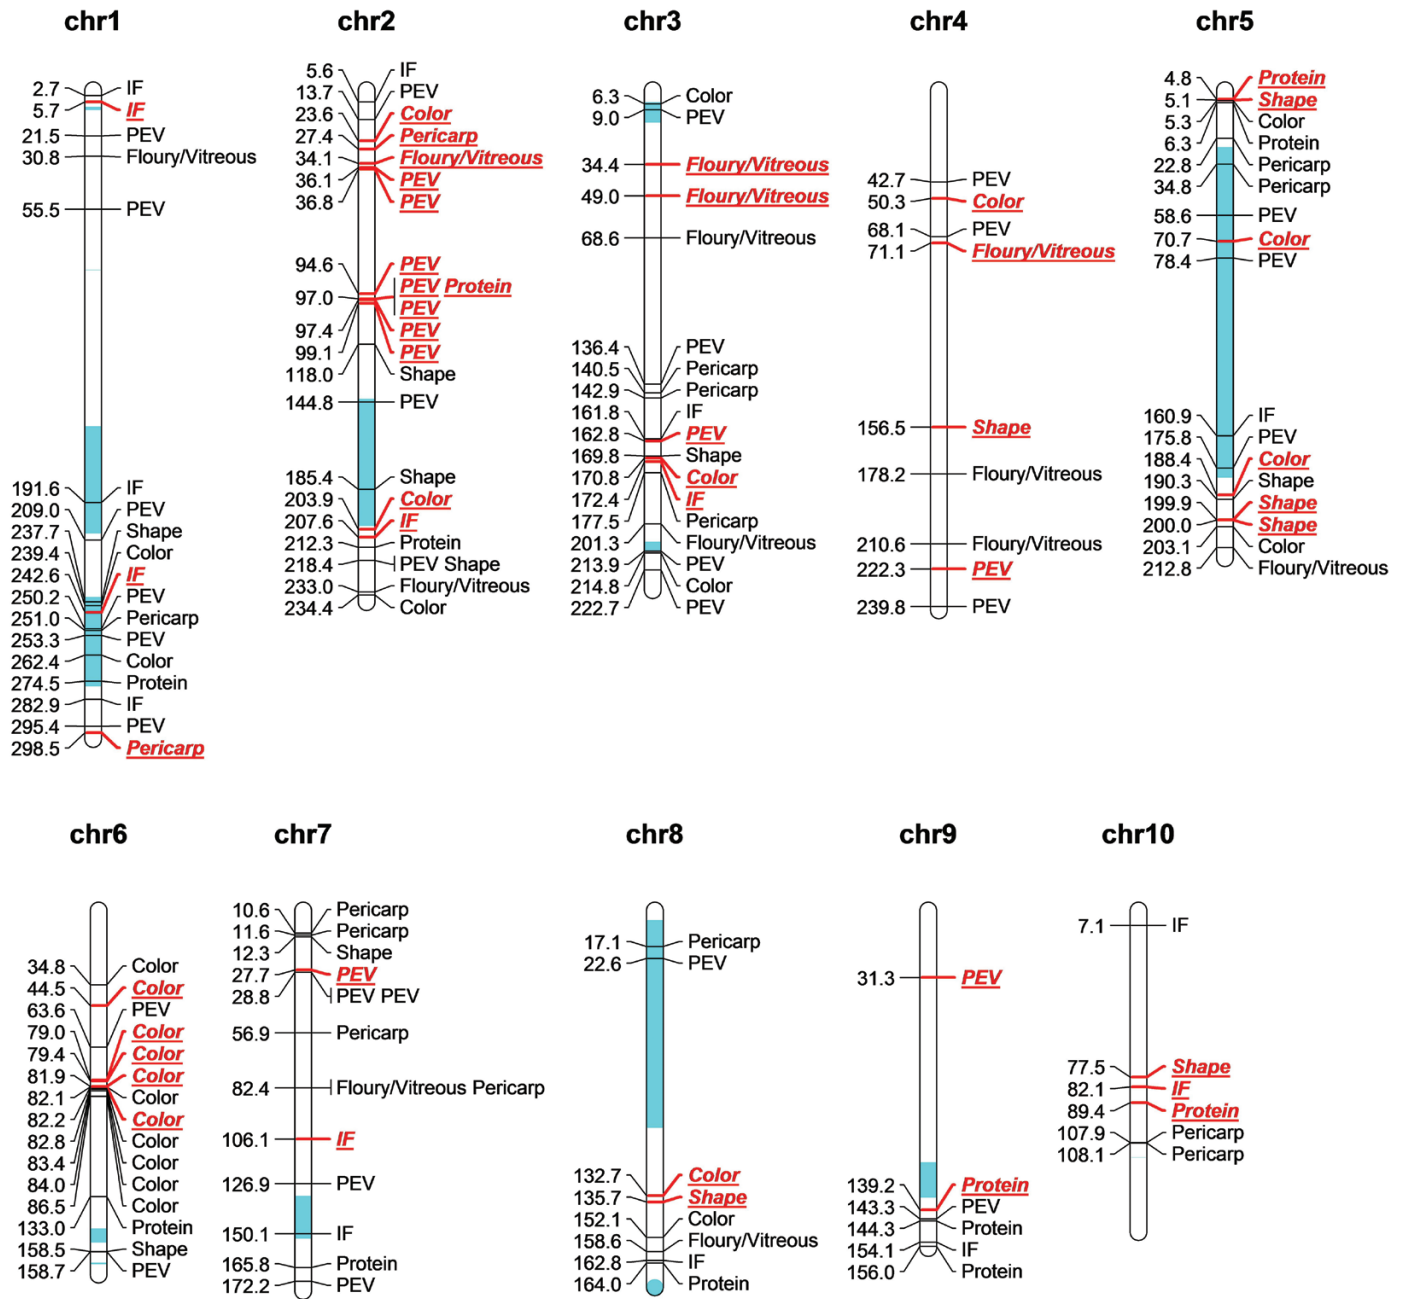 chr1
2.7 IF
5.7 IF
21.5 PEV
30.8 Floury/Vitreous
55.5 PEV
191.6 IF
209.0 PEV
237.7 Shape
239.4 Color
242.6 IF
250.2 PEV
251.0 Pericarp
253.3 PEV
262.4 Color
274.5 Protein
282.9 IF
295.4 PEV
298.5 Pericarp
chr2
5.6 IF
13.7 PEV
23.6 Color
27.4 Pericarp
34.1 Floury/Vitreous
36.1 PEV
36.8 PEV
94.6 PEV
97.0 PEV Protein
PEV
97.4 PEV
99.1 PEV
118.0 Shape
144.8 PEV
185.4 Shape
203.9 Color
207.6 IF
212.3 Protein
218.4 PEV Shape
233.0 Floury/Vitreous
234.4 Color
chr3
6.3 Color
9.0 PEV
34.4 Floury/Vitreous
49.0 Floury/Vitreous
68.6 Floury/Vitreous
136.4 PEV
140.5 Pericarp
142.9 Pericarp
161.8 IF
162.8 PEV
169.8 Shape
170.8 Color
172.4 IF
177.5 Pericarp
201.3 Floury/Vitreous
213.9 PEV
214.8 Color
222.7 PEV
chr4
42.7 PEV
50.3 Color
68.1 PEV
71.1 Floury/Vitreous
156.5 Shape
178.2 Floury/Vitreous
210.6 Floury/Vitreous
222.3 PEV
239.8 PEV
chr5
4.8 Protein
5.1 Shape
5.3 Color
6.3 Protein
22.8 Pericarp
34.8 Pericarp
58.6 PEV
70.7 Color
78.4 PEV
160.9 IF
175.8 PEV
188.4 Color
190.3 Shape
199.9 Shape
200.0 Shape
203.1 Color
212.8 Floury/Vitreous
chr6
34.8 Color
44.5 Color
63.6 PEV
79.0 Color
79.4 Color
81.9 Color
82.1 Color
82.2 Color
82.8 Color
83.4 Color
84.0 Color
86.5 Color
133.0 Protein
158.5 Shape
158.7 PEV
chr7
10.6 Pericarp
11.6 Pericarp
12.3 Shape
27.7 PEV
28.8 PEV PEV
56.9 Pericarp
82.4 Floury/Vitreous Pericarp
106.1 IF
126.9 PEV
150.1 IF
165.8 Protein
172.2 PEV
chr8
17.1 Pericarp
22.6 PEV
132.7 Color
135.7 Shape
152.1 Color
158.6 Floury/Vitreous
162.8 IF
164.0 Protein
chr9
31.3 PEV
139.2 Protein
143.3 PEV
144.3 Protein
154.1 IF
156.0 Protein
chr10
7.1 IF
77.5 Shape
82.1 IF
89.4 Protein
107.9 Pericarp
108.1 Pericarp